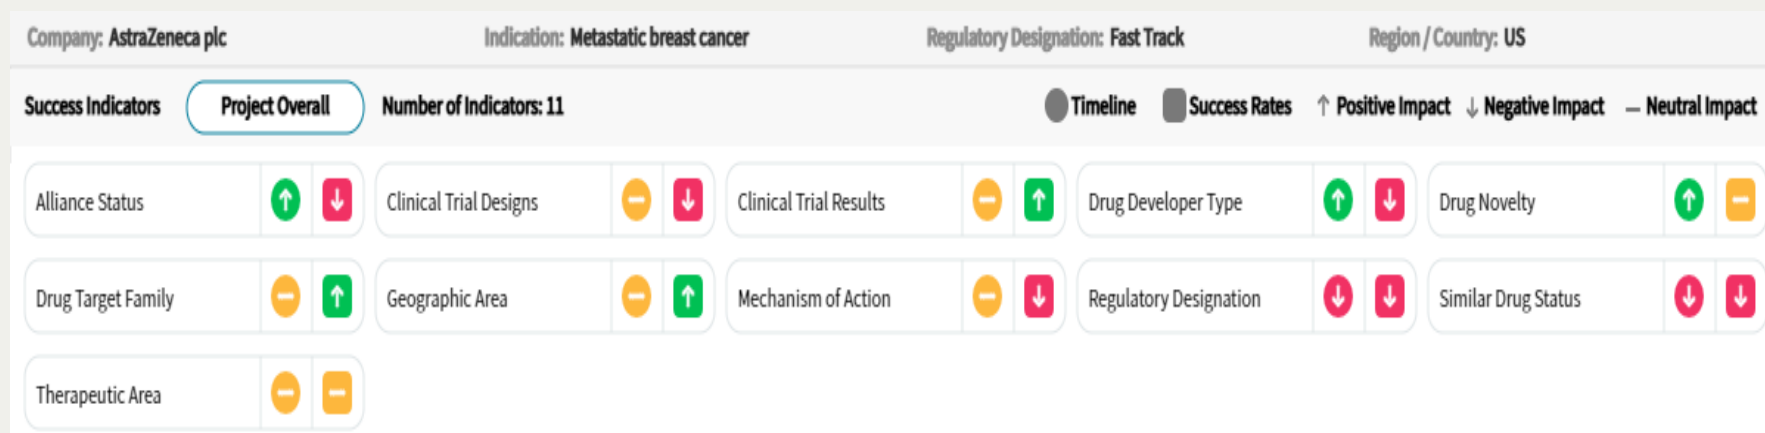 Company: AstraZeneca plc Indication: Metastatic breast cancer Regulatory Designation: Fast Track Region / Country: US
Success Indicators Project Overall Number of Indicators: 11 Timeline Success Rates ↑ Positive Impact ↓ Negative Impact – Neutral Impact
Alliance Status Clinical Trial Designs Clinical Trial Results Drug Developer Type Drug Novelty
Drug Target Family Geographic Area Mechanism of Action Regulatory Designation Similar Drug Status
Therapeutic Area